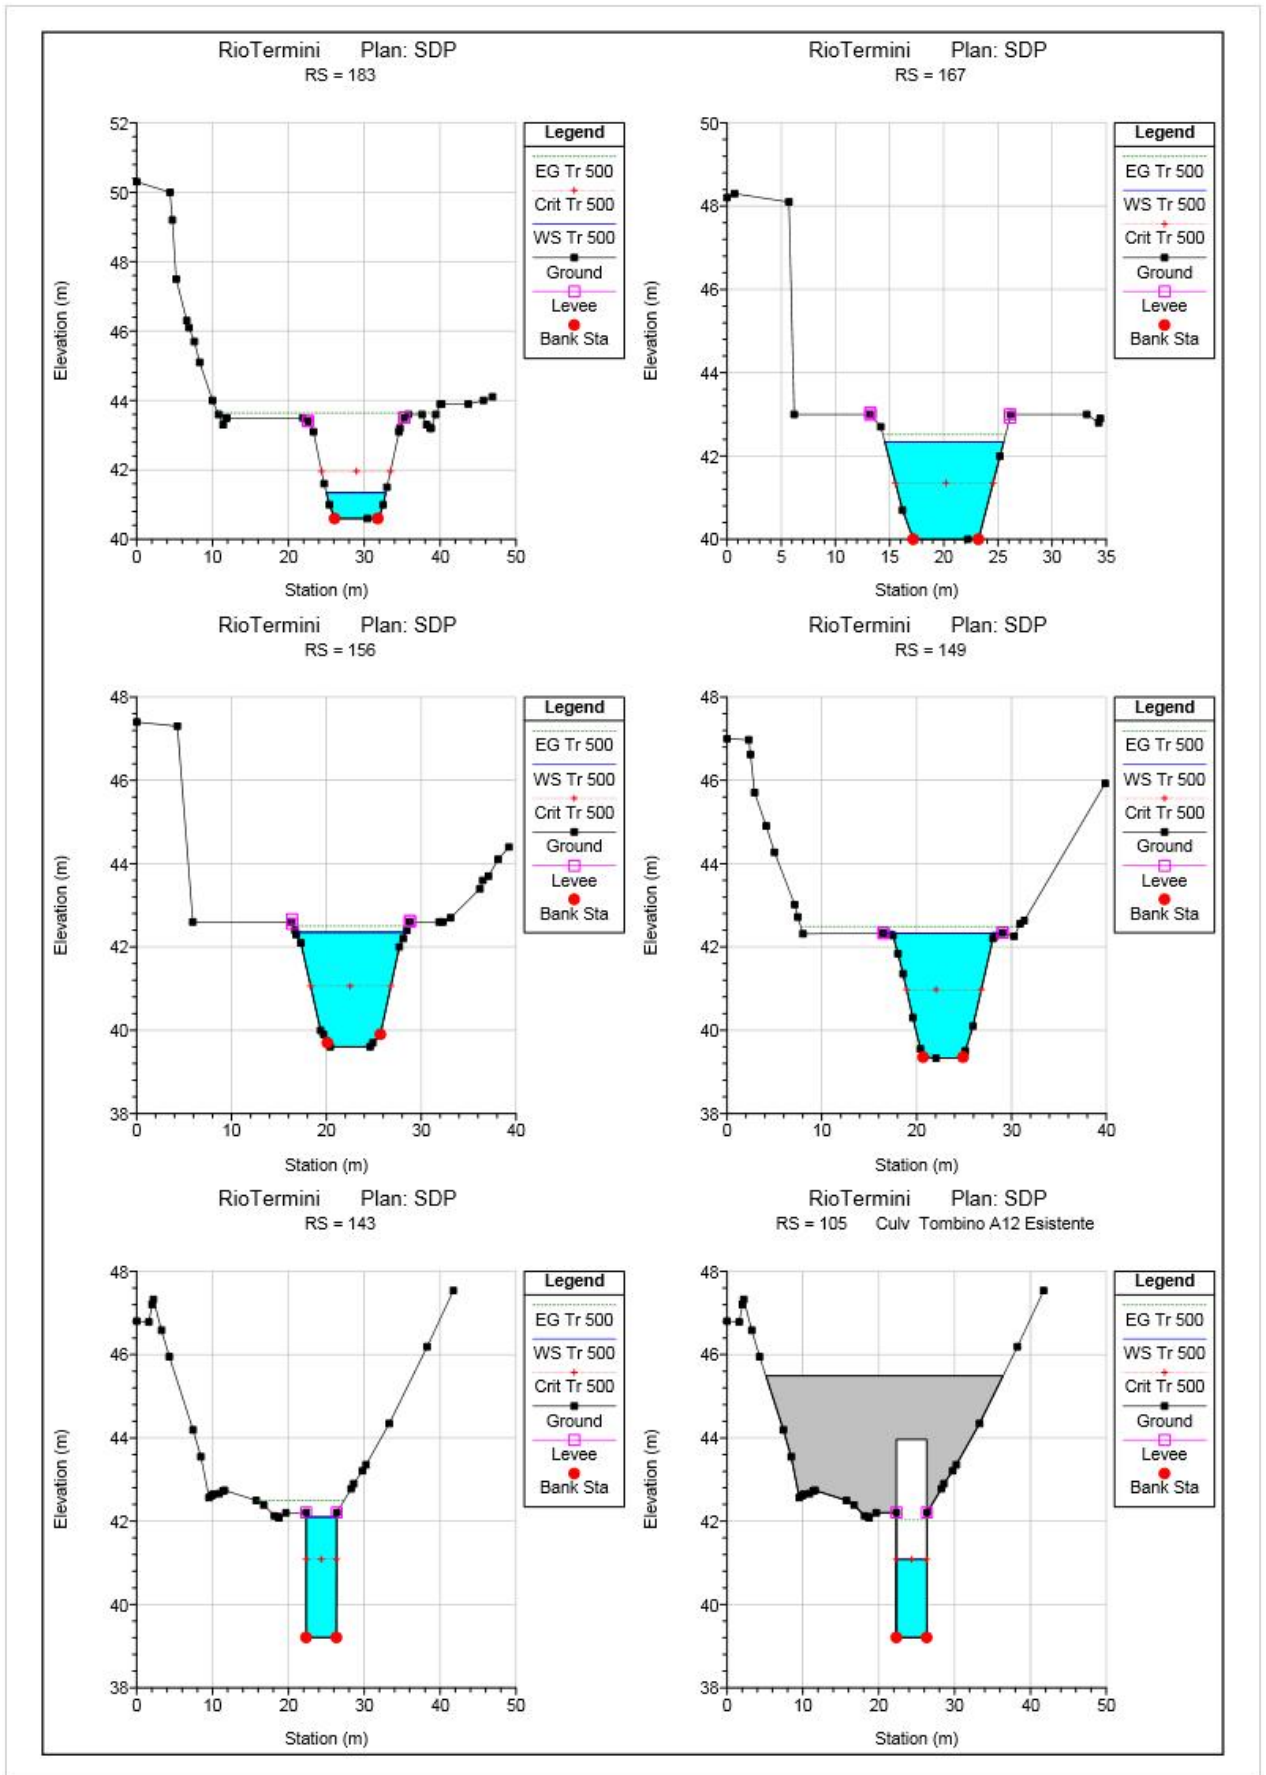 RioTermini Plan: SDP
RS = 183
Elevation (m)
52
50
48
46
44
42
40
0 10 20 30 40 50
Station (m)
Legend
EG Tr 500
Crit Tr 500
WS Tr 500
Ground
Levee
Bank Sta
RioTermini Plan: SDP
RS = 167
Elevation (m)
50
48
46
44
42
40
0 5 10 15 20 25 30 35
Station (m)
Legend
EG Tr 500
WS Tr 500
Crit Tr 500
Ground
Levee
Bank Sta
RioTermini Plan: SDP
RS = 156
Elevation (m)
48
46
44
42
40
38
0 10 20 30 40
Station (m)
Legend
EG Tr 500
WS Tr 500
Crit Tr 500
Ground
Levee
Bank Sta
RioTermini Plan: SDP
RS = 149
Elevation (m)
48
46
44
42
40
38
0 10 20 30 40
Station (m)
Legend
EG Tr 500
WS Tr 500
Crit Tr 500
Ground
Levee
Bank Sta
RioTermini Plan: SDP
RS = 143
Elevation (m)
48
46
44
42
40
38
0 10 20 30 40 50
Station (m)
Legend
EG Tr 500
WS Tr 500
Crit Tr 500
Ground
Levee
Bank Sta
RioTermini Plan: SDP
RS = 105 Culv Tombino A12 Esistente
Elevation (m)
48
46
44
42
40
38
0 10 20 30 40 50
Station (m)
Legend
EG Tr 500
WS Tr 500
Crit Tr 500
Ground
Levee
Bank Sta